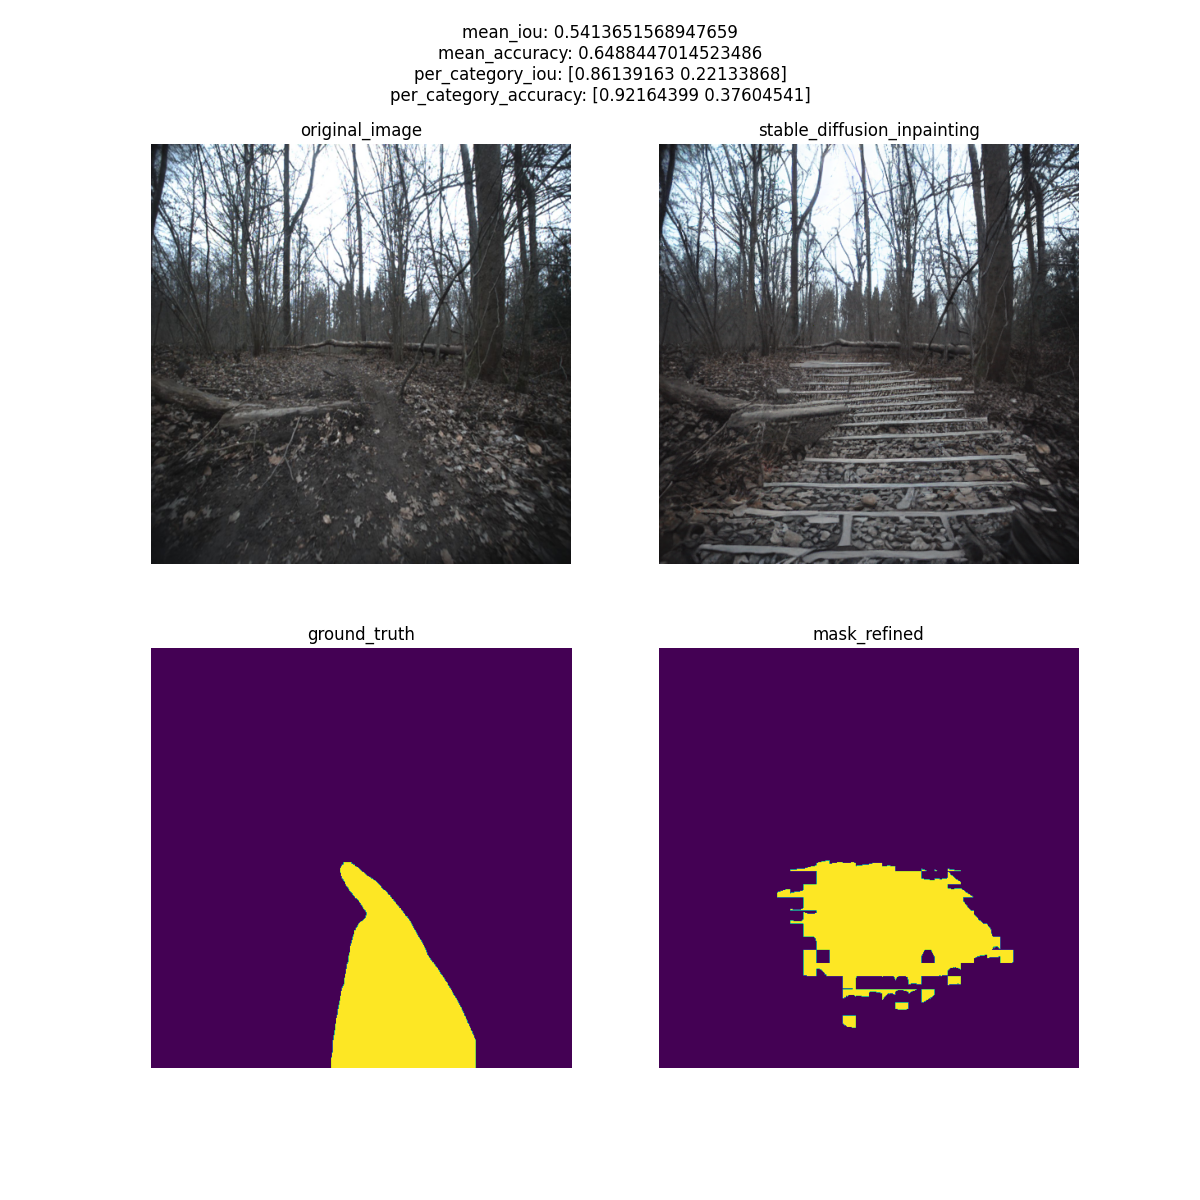 mean_iou: 0.5413651568947659
mean_accuracy: 0.6488447014523486
per_category_iou: [0.86139163 0.22133868]
per_category_accuracy: [0.92164399 0.37604541]
original_image
stable_diffusion_inpainting
ground_truth
mask_refined